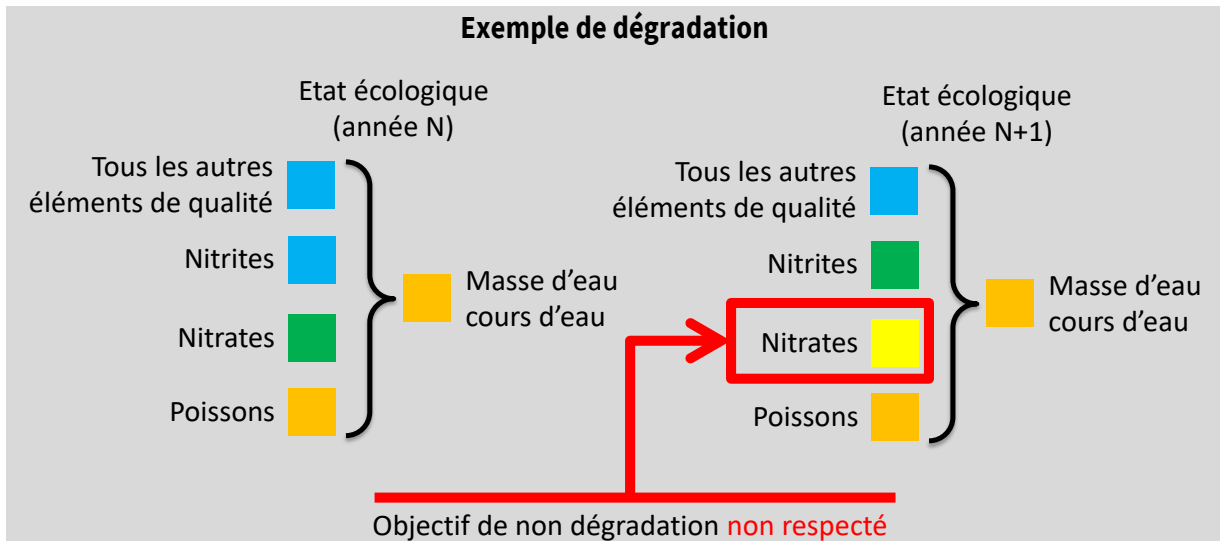 Exemple de dégradation
Etat écologique
(année N)
Tous les autres
éléments de qualité
Nitrites
Nitrates
Poissons
Masse d’eau
cours d’eau
Etat écologique
(année N+1)
Tous les autres
éléments de qualité
Nitrites
Nitrates
Poissons
Masse d’eau
cours d’eau
Objectif de non dégradation non respecté